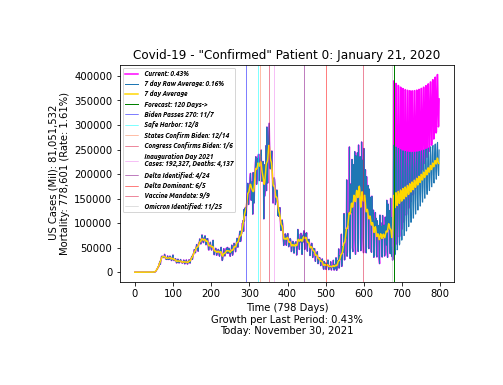 Covid-19 - "Confirmed" Patient 0: January 21, 2020
US Cases (Mil): 81,051,532
Mortality: 778,601 (Rate: 1.61%)
400000
350000
300000
250000
200000
150000
100000
50000
0
Current: 0.43%
7 day Raw Average: 0.16%
7 day Average
Forecast: 120 Days->
Biden Passes 270: 11/7
Safe Harbor: 12/8
States Confirm Biden: 12/14
Congress Confirms Biden: 1/6
Inauguration Day 2021
Cases: 192,327, Deaths: 4,137
Delta Identified: 4/24
Delta Dominant: 6/5
Vaccine Mandate: 9/9
Omicron Identified: 11/25
0 100 200 300 400 500 600 700 800
Time (798 Days)
Growth per Last Period: 0.43%
Today: November 30, 2021